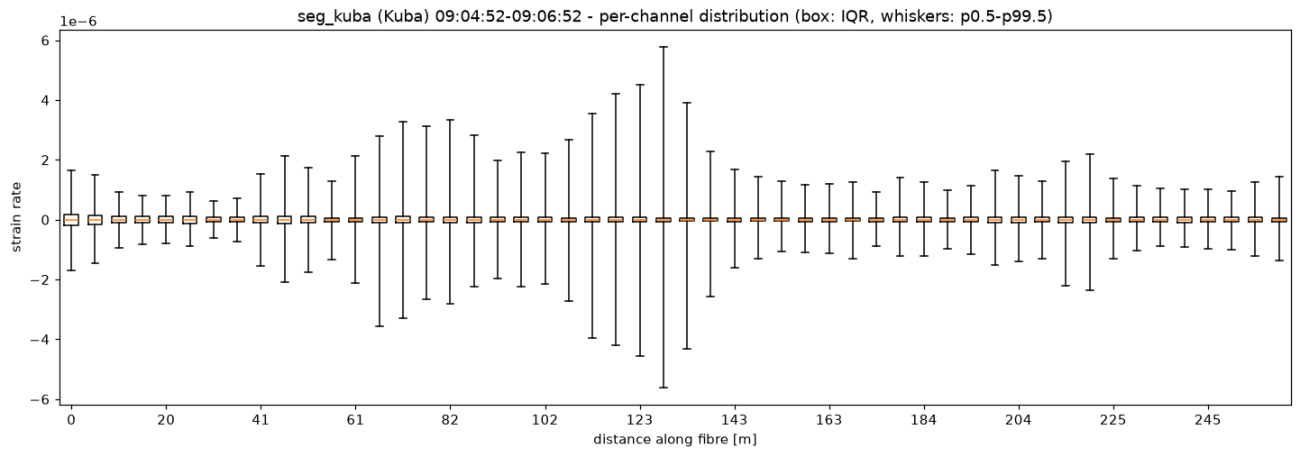 seg_kuba (Kuba) 09:04:52-09:06:52 - per-channel distribution (box: IQR, whiskers: p0.5-p99.5)
1e−6
6
4
2
0
−2
−4
−6
strain rate
0 20 41 61 82 102 123 143 163 184 204 225 245
distance along fibre [m]